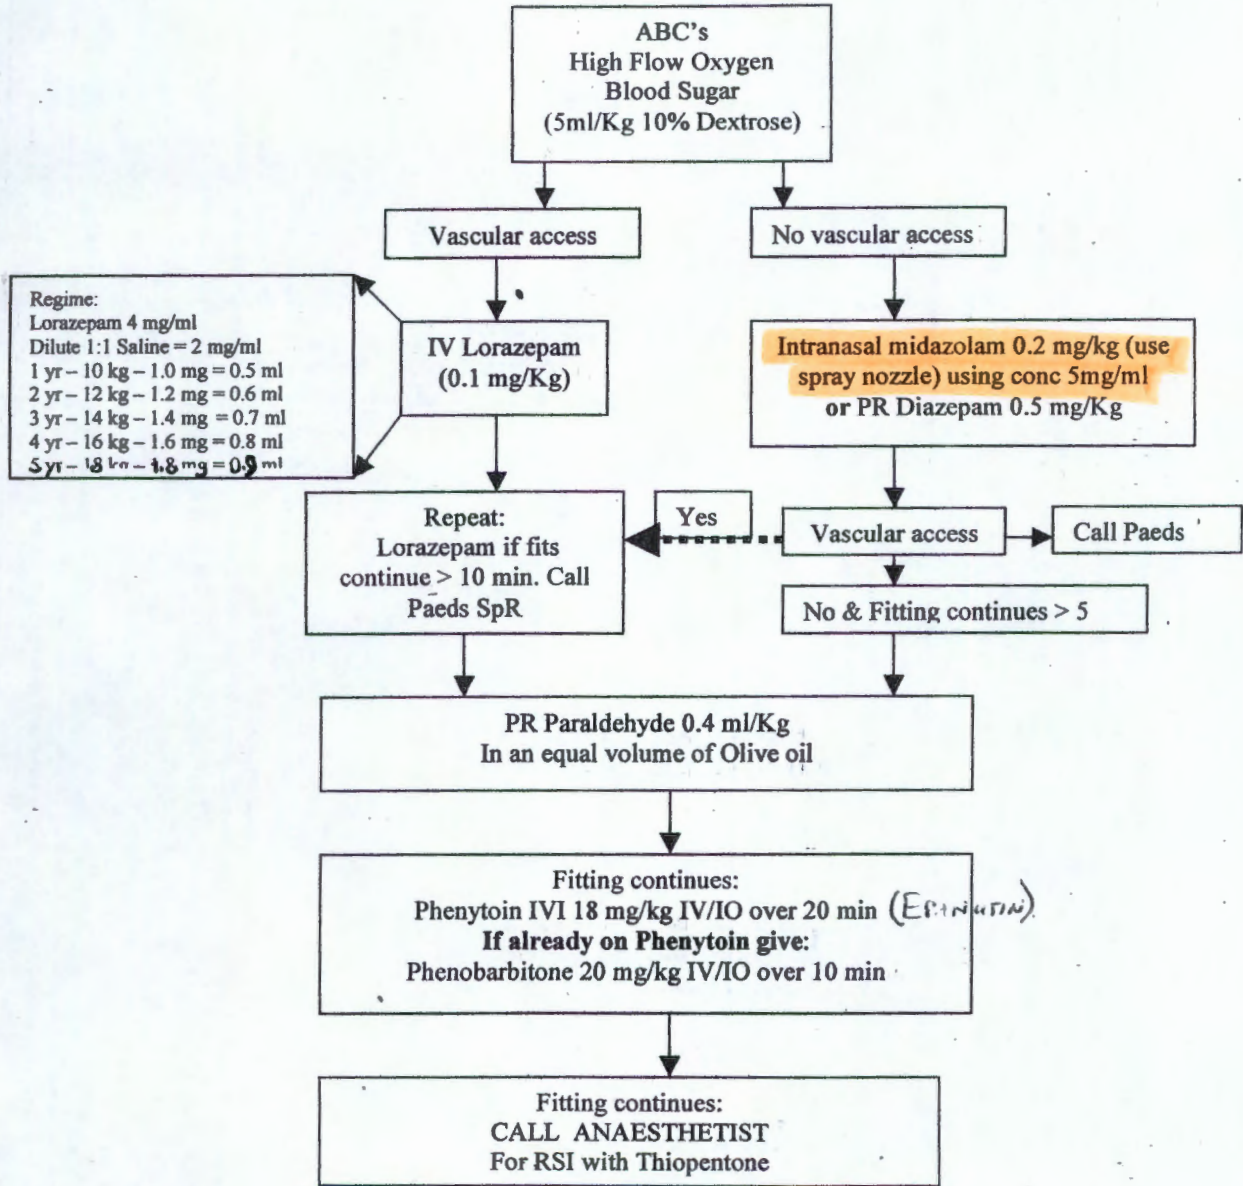 ABC's
High Flow Oxygen
Blood Sugar
(5ml/Kg 10% Dextrose)
Vascular access
No vascular access
Regime:
Lorazepam 4 mg/ml
Dilute 1:1 Saline = 2 mg/ml
1 yr – 10 kg – 1.0 mg = 0.5 ml
2 yr – 12 kg – 1.2 mg = 0.6 ml
3 yr – 14 kg – 1.4 mg = 0.7 ml
4 yr – 16 kg – 1.6 mg = 0.8 ml
5 yr – 18 kg – 1.8 mg = 0.9 ml
IV Lorazepam
(0.1 mg/Kg)
Intranasal midazolam 0.2 mg/kg (use
spray nozzle) using conc 5mg/ml
or PR Diazepam 0.5 mg/Kg
Repeat:
Lorazepam if fits
continue > 10 min. Call
Paeds SpR
Yes
Vascular access
Call Paeds
No & Fitting continues > 5
PR Paraldehyde 0.4 ml/Kg
In an equal volume of Olive oil
Fitting continues:
Phenytoin IVI 18 mg/kg IV/IO over 20 min (EPINUTIN)
If already on Phenytoin give:
Phenobarbitone 20 mg/kg IV/IO over 10 min
Fitting continues:
CALL ANAESTHETIST
For RSI with Thiopentone